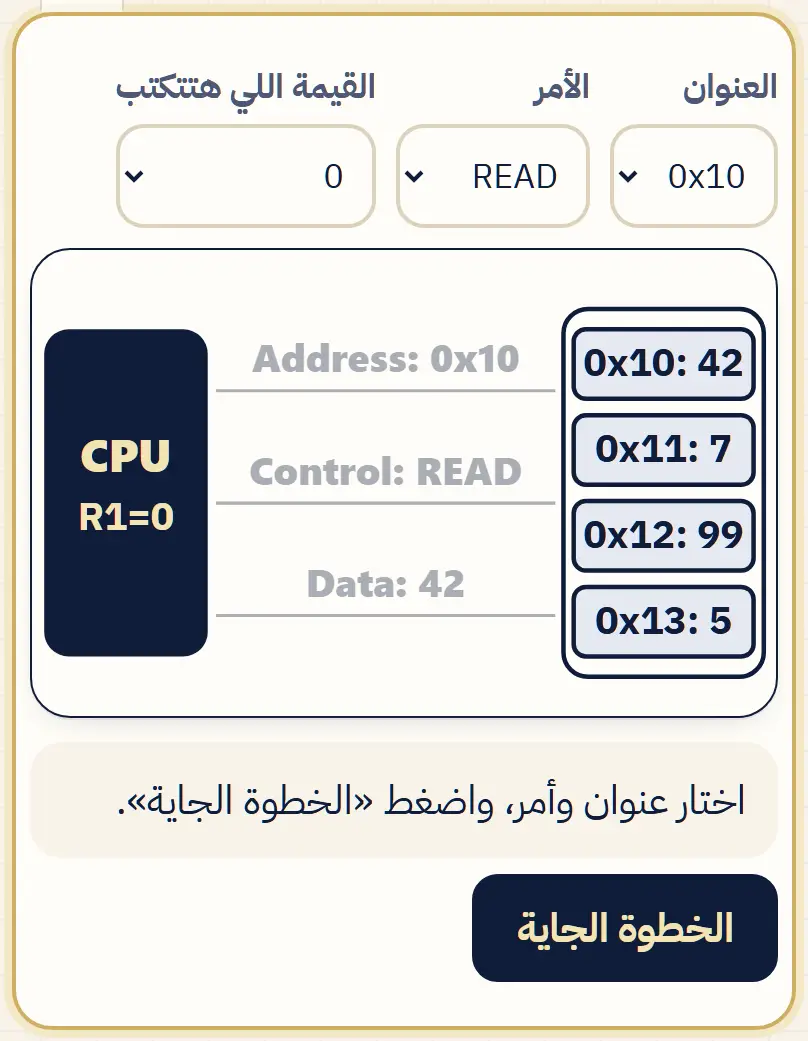 العنوان
الأمر
القيمة اللي هتتكتب
0x10
READ
0
CPU
R1=0
Address: 0x10
Control: READ
Data: 42
0x10: 42
0x11: 7
0x12: 99
0x13: 5
اختار عنوان وأمر، واضغط «الخطوة الجاية».
الخطوة الجاية